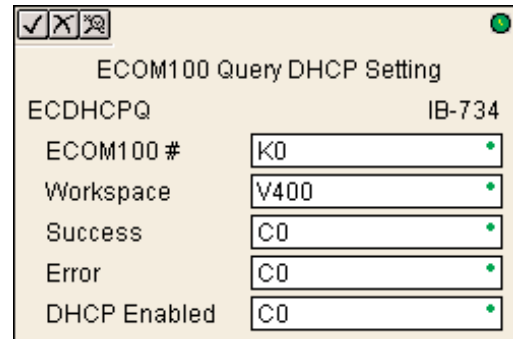 ECOM100 Query DHCP Setting
ECDHCPQ IB-734
ECOM100 # K0
Workspace V400
Success C0
Error C0
DHCP Enabled C0